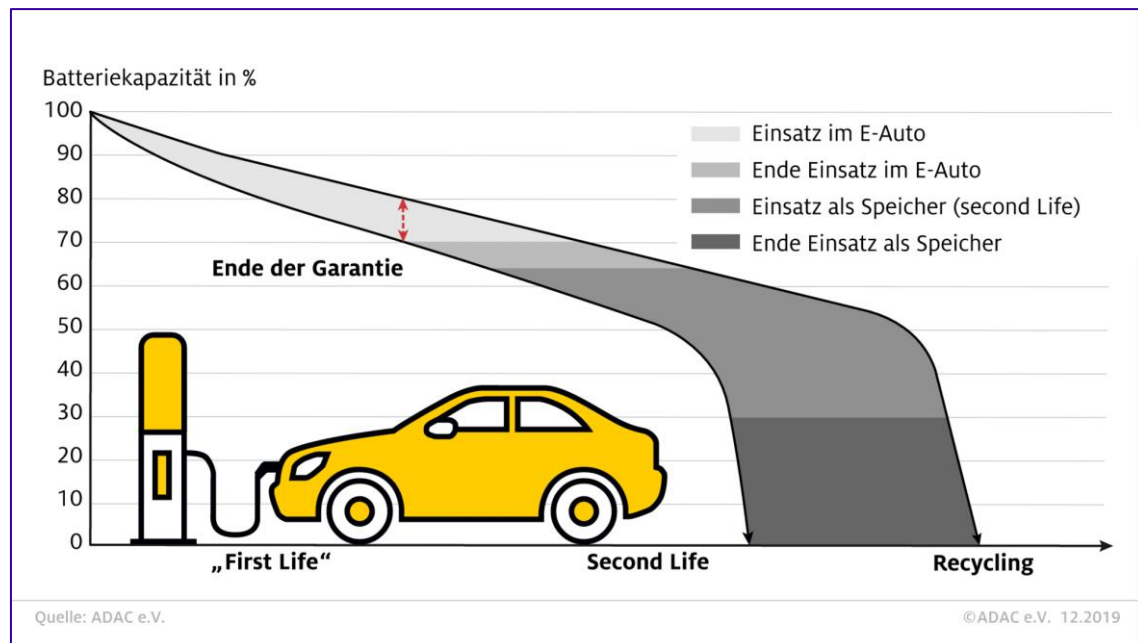 Batteriekapazität in %
100
90
80
70
60
50
40
30
20
10
0
Einsatz im E-Auto
Ende Einsatz im E-Auto
Einsatz als Speicher (second Life)
Ende Einsatz als Speicher
Ende der Garantie
„First Life“
Second Life
Recycling
Quelle: ADAC e.V.
©ADAC e.V. 12.2019